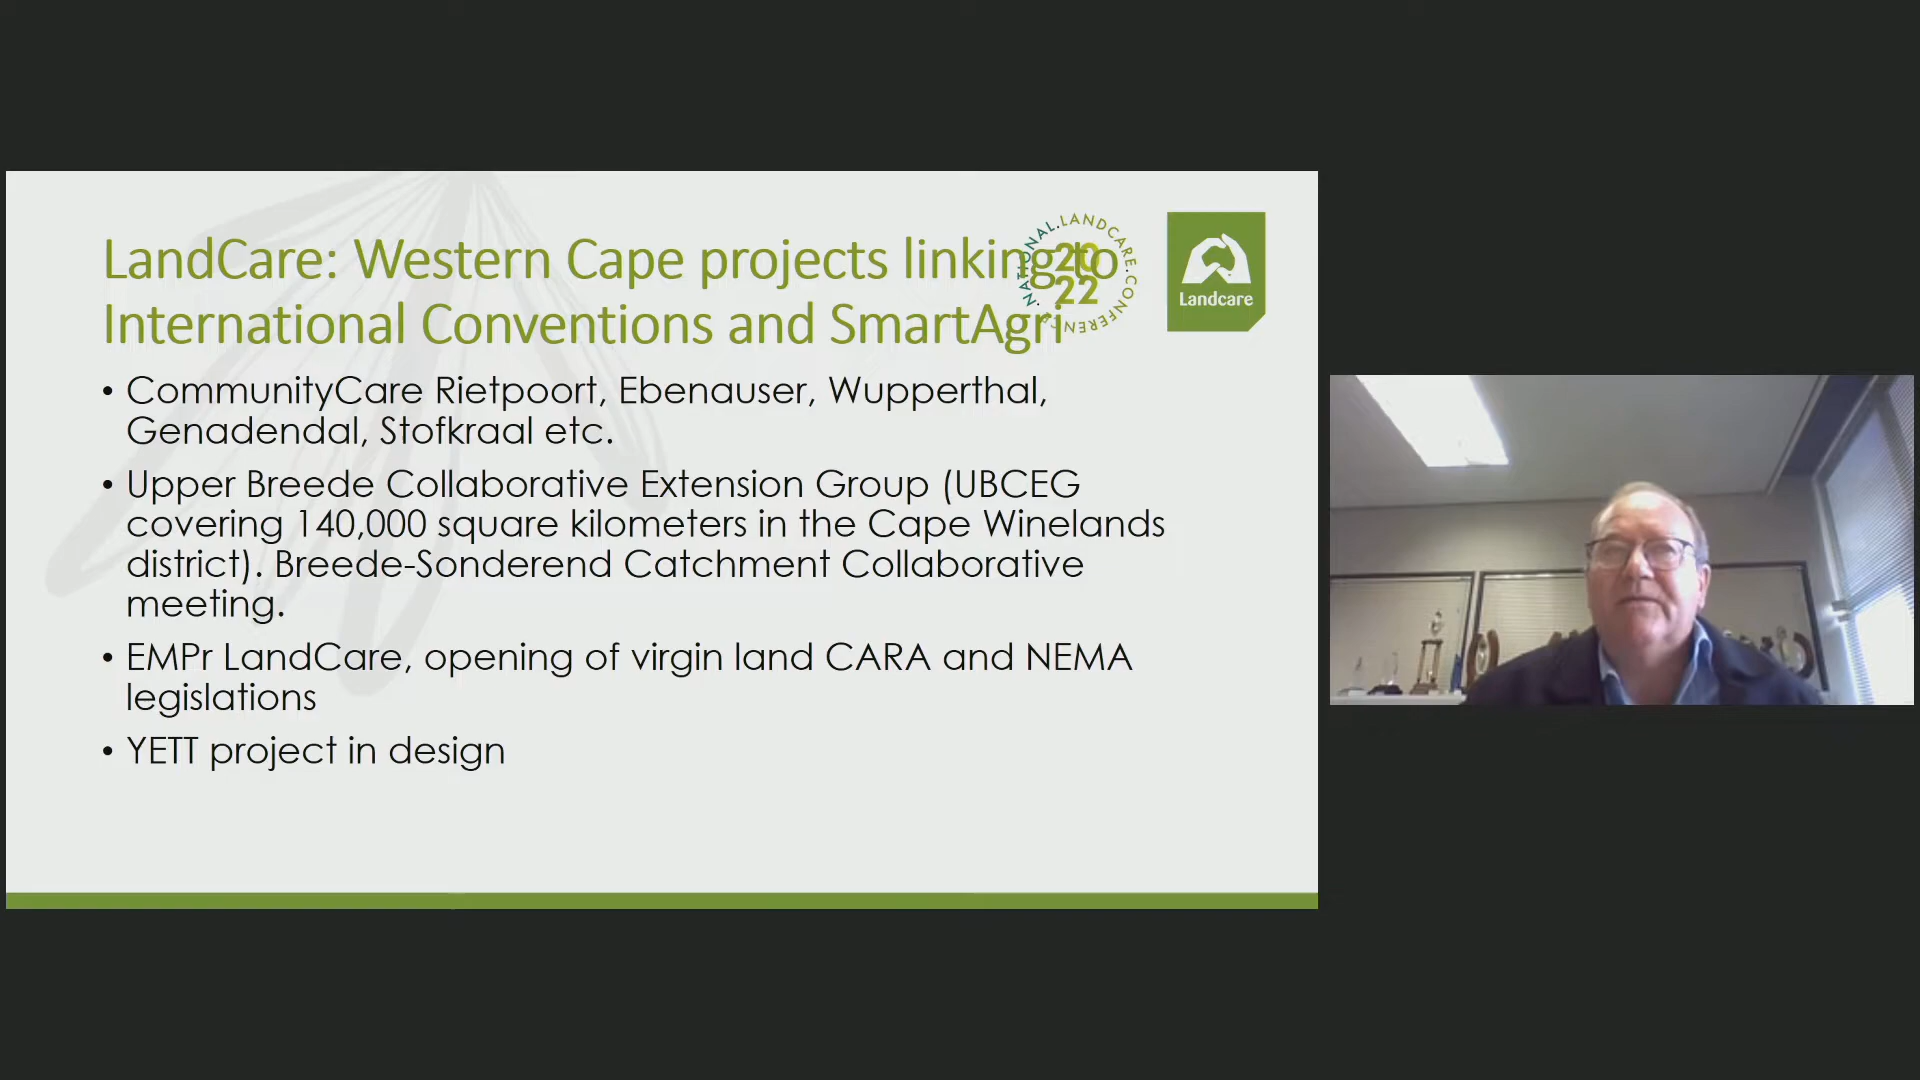 LandCare: Western Cape projects linking to
International Conventions and SmartAgri
NATIONAL.LANDCARE.CONFERENCE.
20
22
Landcare
• CommunityCare Rietpoort, Ebenauser, Wupperthal,
Genadendal, Stofkraal etc.
• Upper Breede Collaborative Extension Group (UBCEG
covering 140,000 square kilometers in the Cape Winelands
district). Breede-Sonderend Catchment Collaborative
meeting.
• EMPr LandCare, opening of virgin land CARA and NEMA
legislations
• YETT project in design